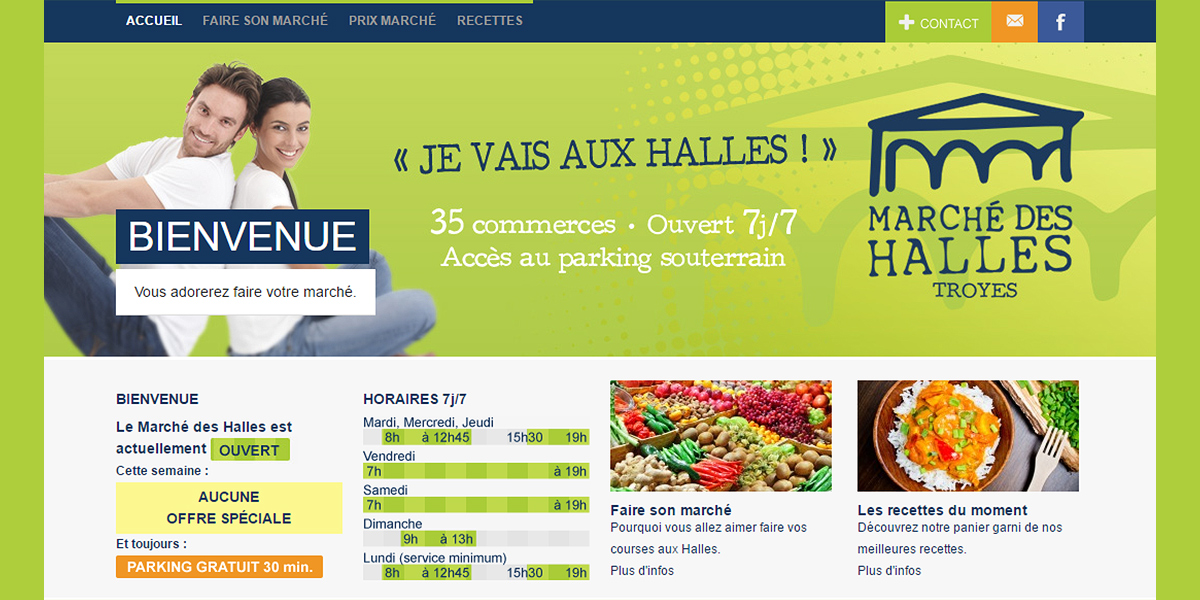 ACCUEIL FAIRE SON MARCHÉ PRIX MARCHÉ RECETTES CONTACT f
« JE VAIS AUX HALLES ! »
35 commerces • Ouvert 7j/7
Accès au parking souterrain
MARCHÉ DES
HALLES
TROYES
BIENVENUE
Vous adorerez faire votre marché.
BIENVENUE
Le Marché des Halles est
actuellement OUVERT
Cette semaine :
AUCUNE
OFFRE SPÉCIALE
Et toujours :
PARKING GRATUIT 30 min.
HORAIRES 7j/7
Mardi, Mercredi, Jeudi
8h à 12h45 15h30 19h
Vendredi
7h à 19h
Samedi
7h à 19h
Dimanche
9h à 13h
Lundi (service minimum)
8h à 12h45 15h30 19h
Faire son marché
Pourquoi vous allez aimer faire vos
courses aux Halles.
Plus d'infos
Les recettes du moment
Découvrez notre panier garni de nos
meilleures recettes.
Plus d'infos